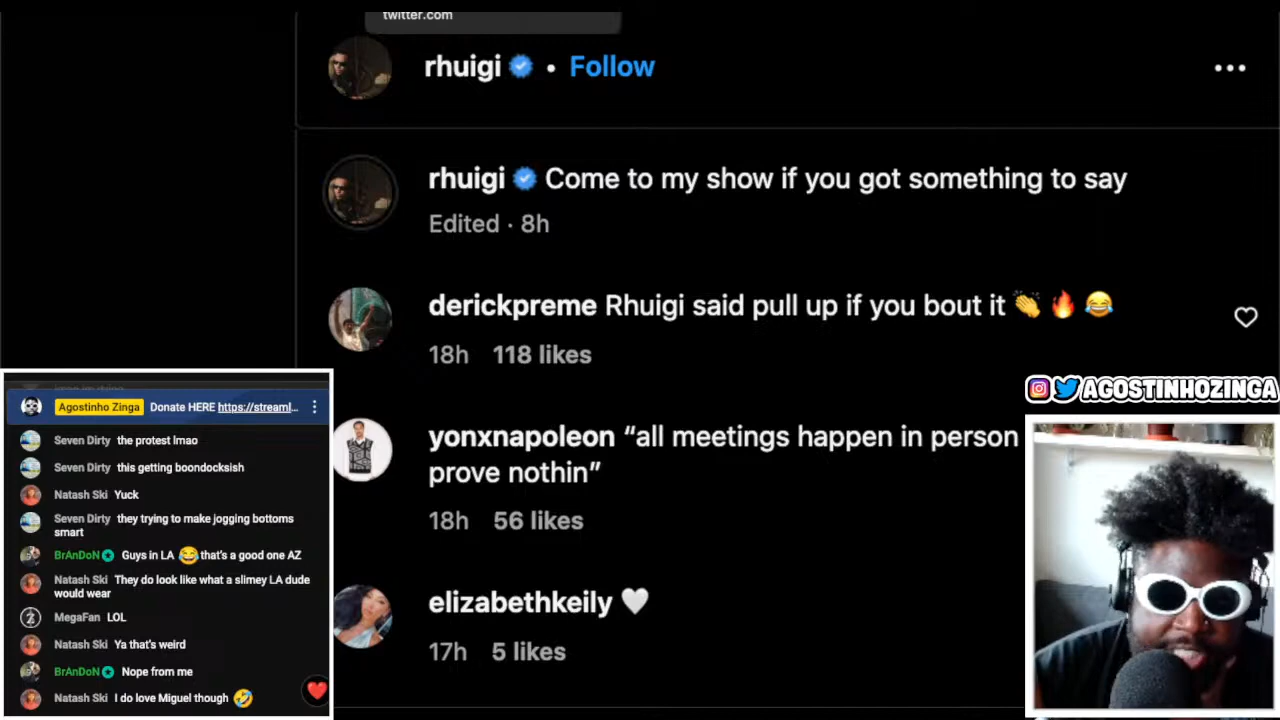 twitter.com
rhuigi • Follow
rhuigi Come to my show if you got something to say
Edited · 8h
derickpreme Rhuigi said pull up if you bout it 👏 🔥 😂
18h 118 likes
yonxnapoleon “all meetings happen in person
prove nothin”
18h 56 likes
elizabethkeily 🤍
17h 5 likes
Agostinho Zinga Donate HERE https://streaml...
Seven Dirty the protest lmao
Seven Dirty this getting boondocksish
Natash Ski Yuck
Seven Dirty they trying to make jogging bottoms
smart
BrAnDoN Guys in LA 😂 that's a good one AZ
Natash Ski They do look like what a slimey LA dude
would wear
MegaFan LOL
Natash Ski Ya that's weird
BrAnDoN Nope from me
Natash Ski I do love Miguel though 🤣
AGOSTINHOZINGA